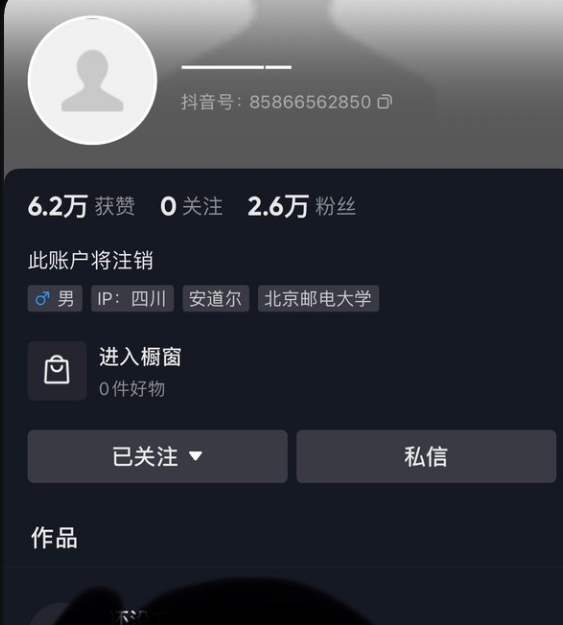 抖音号：85866562850
6.2万 获赞 0 关注 2.6万 粉丝
此账户将注销
男 IP：四川 安道尔 北京邮电大学
进入橱窗
0件好物
已关注 私信
作品